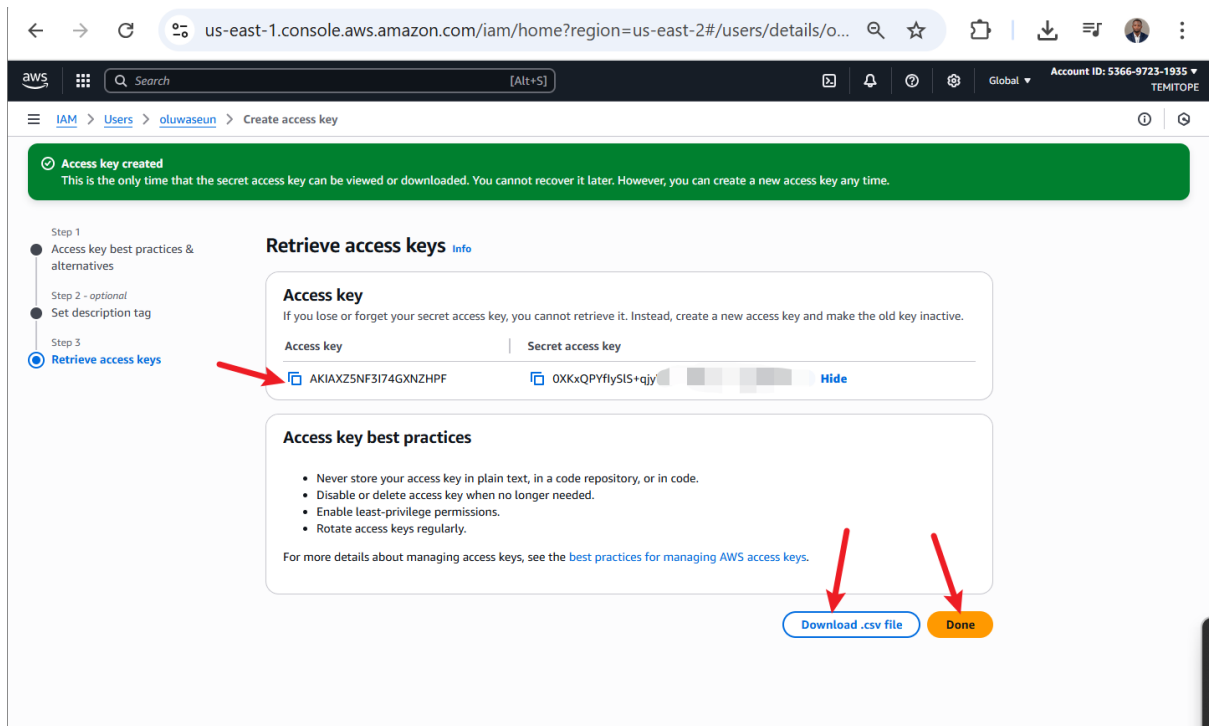 us-east-1.console.aws.amazon.com/iam/home?region=us-east-2#/users/details/o...
aws
Search
[Alt+S]
Global
Account ID: 5366-9723-1935
TEMITOPE
IAM > Users > oluwaseun > Create access key
Access key created
This is the only time that the secret access key can be viewed or downloaded. You cannot recover it later. However, you can create a new access key any time.
Step 1
Access key best practices &
alternatives
Step 2 - optional
Set description tag
Step 3
Retrieve access keys
Retrieve access keys Info
Access key
If you lose or forget your secret access key, you cannot retrieve it. Instead, create a new access key and make the old key inactive.
Access key Secret access key
AKIAXZ5NF3I74GXNZHPF Hide
Access key best practices
Never store your access key in plain text, in a code repository, or in code.
Disable or delete access key when no longer needed.
Enable least-privilege permissions.
Rotate access keys regularly.
For more details about managing access keys, see the best practices for managing AWS access keys.
Download .csv file
Done